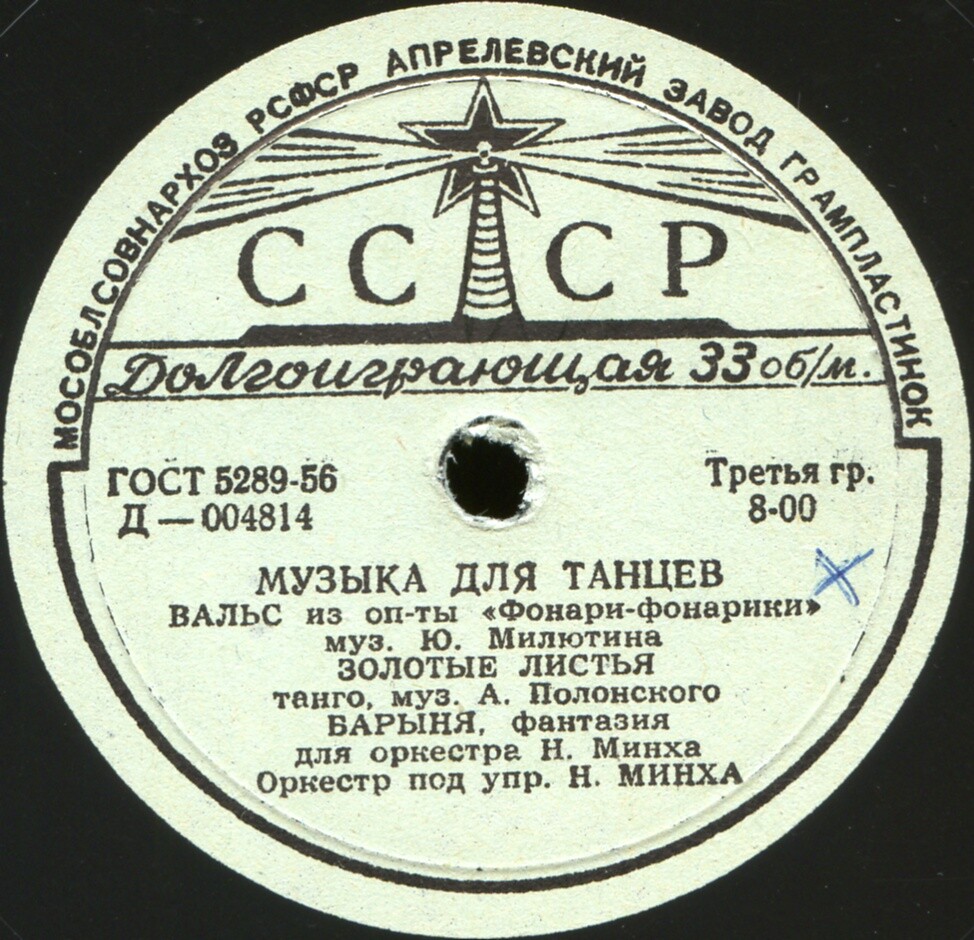 МОСОБЛСОВНАРХОЗ РСФСР АПРЕЛЕВСКИЙ ЗАВОД ГРАМПЛАСТИНОК
СССР
Долгоиграющая 33 об/м.
ГОСТ 5289-56
Д — 004814
Третья гр.
8-00
МУЗЫКА ДЛЯ ТАНЦЕВ
ВАЛЬС из оп-ты «Фонари-фонарики»
муз. Ю. Милютина
ЗОЛОТЫЕ ЛИСТЬЯ
танго, муз. А. Полонского
БАРЫНЯ, фантазия
для оркестра Н. Минха
Оркестр под упр. Н. МИНХА